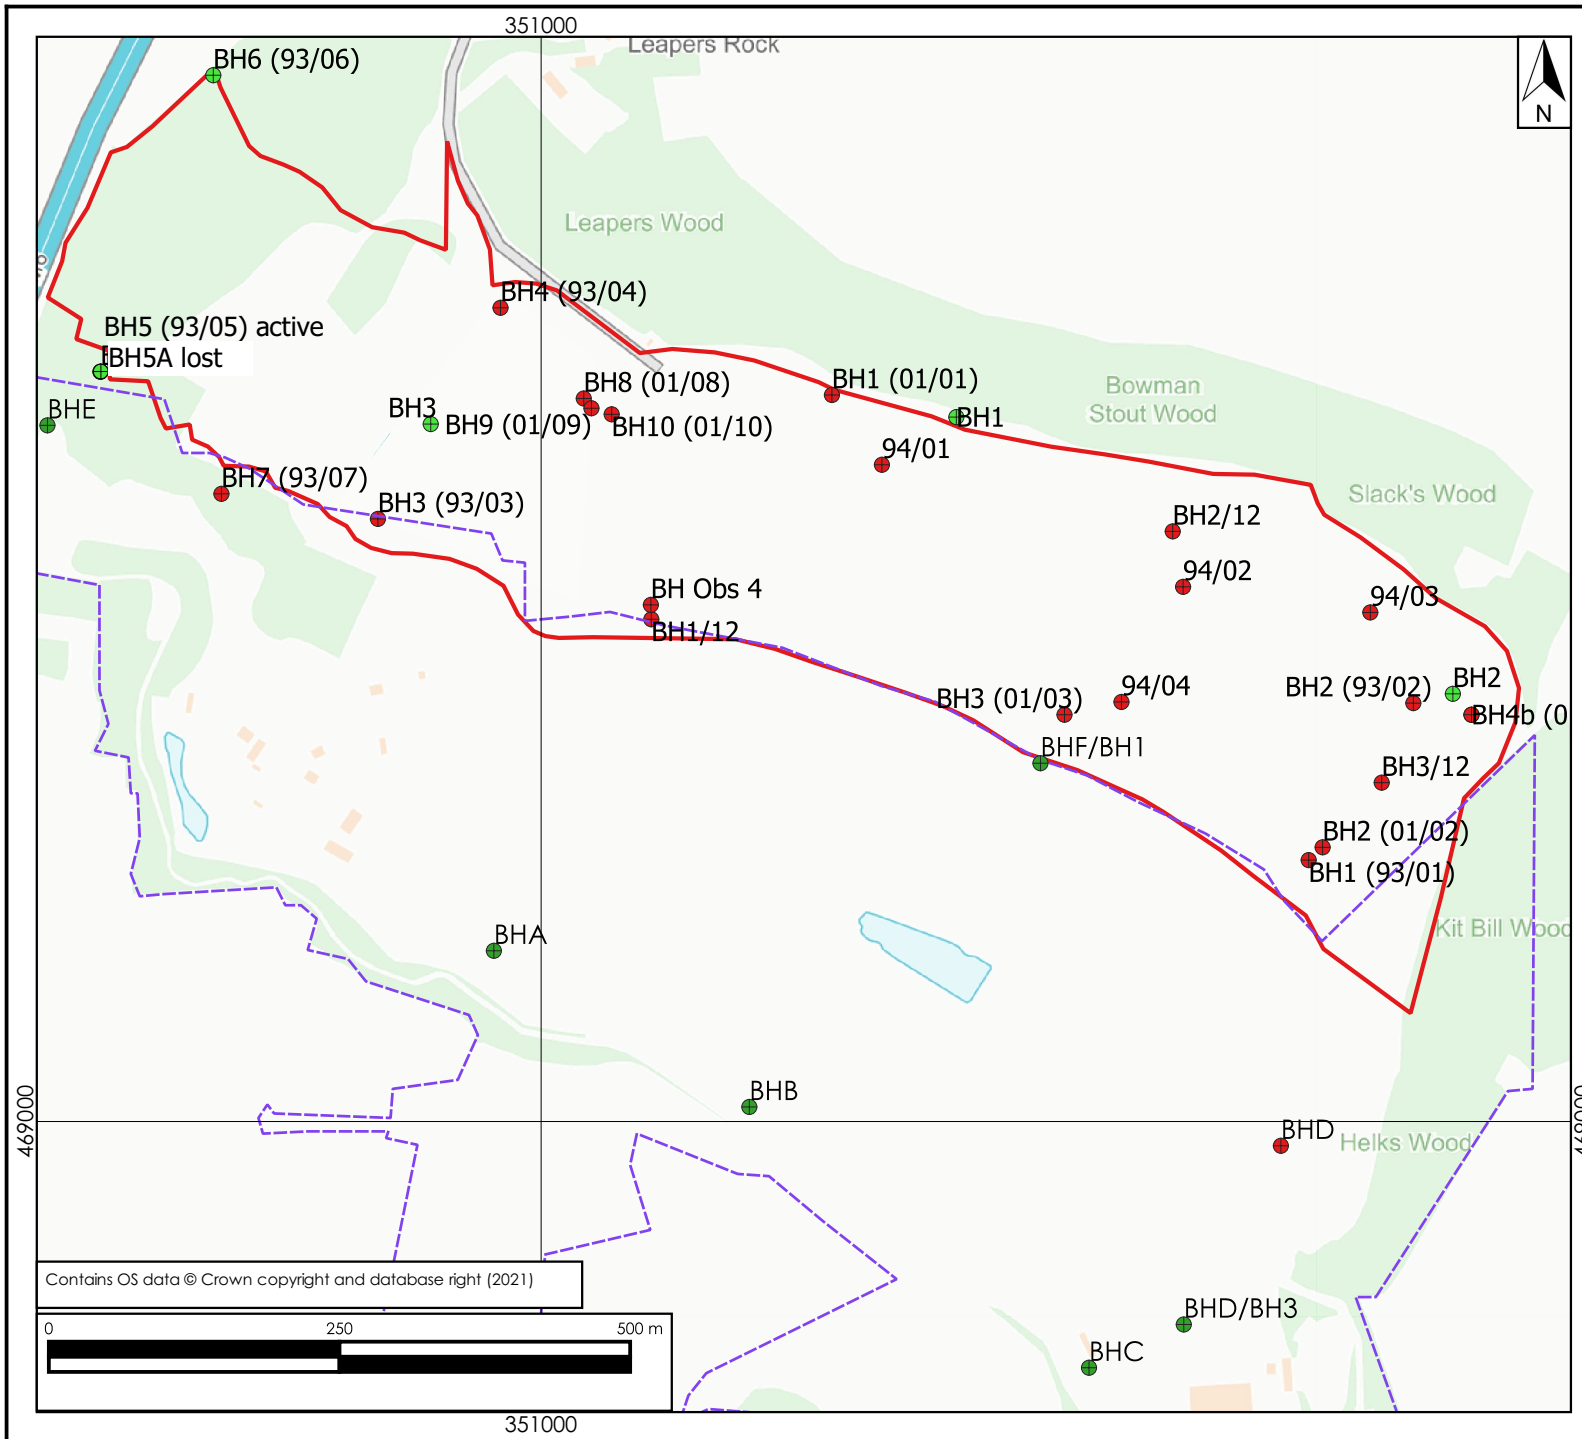 351000
Leapers Rock
BH6 (93/06)
N
Leapers Wood
BH4 (93/04)
BH5 (93/05) active
BH5A lost
BH8 (01/08)
BH1 (01/01)
Bowman
Stout Wood
BHE
BH3
BH9 (01/09)
BH10 (01/10)
BH1
94/01
BH7 (93/07)
BH3 (93/03)
Slack's Wood
BH2/12
94/02
BH Obs 4
94/03
BH1/12
BH2 (93/02)
BH2
BH3 (01/03)
94/04
BH4b (0
BHF/BH1
BH3/12
BH2 (01/02)
BH1 (93/01)
Kit Bill Wood
BHA
BHB
469000
BHD
Helks Wood
469000
Contains OS data © Crown copyright and database right (2021)
BHD/BH3
0 250 500 m
BHC
351000